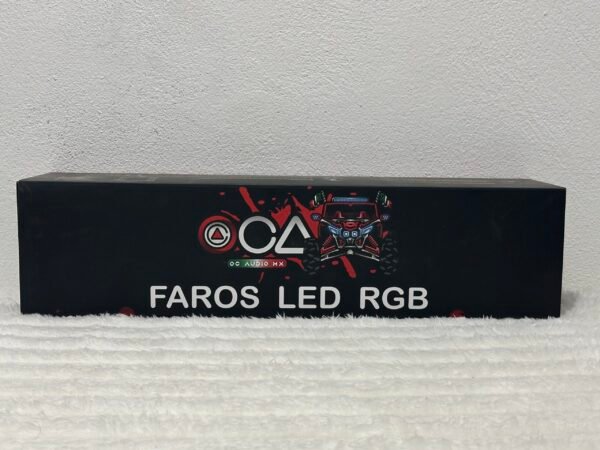 OCA
OC AUDIO MX
FAROS LED RGB